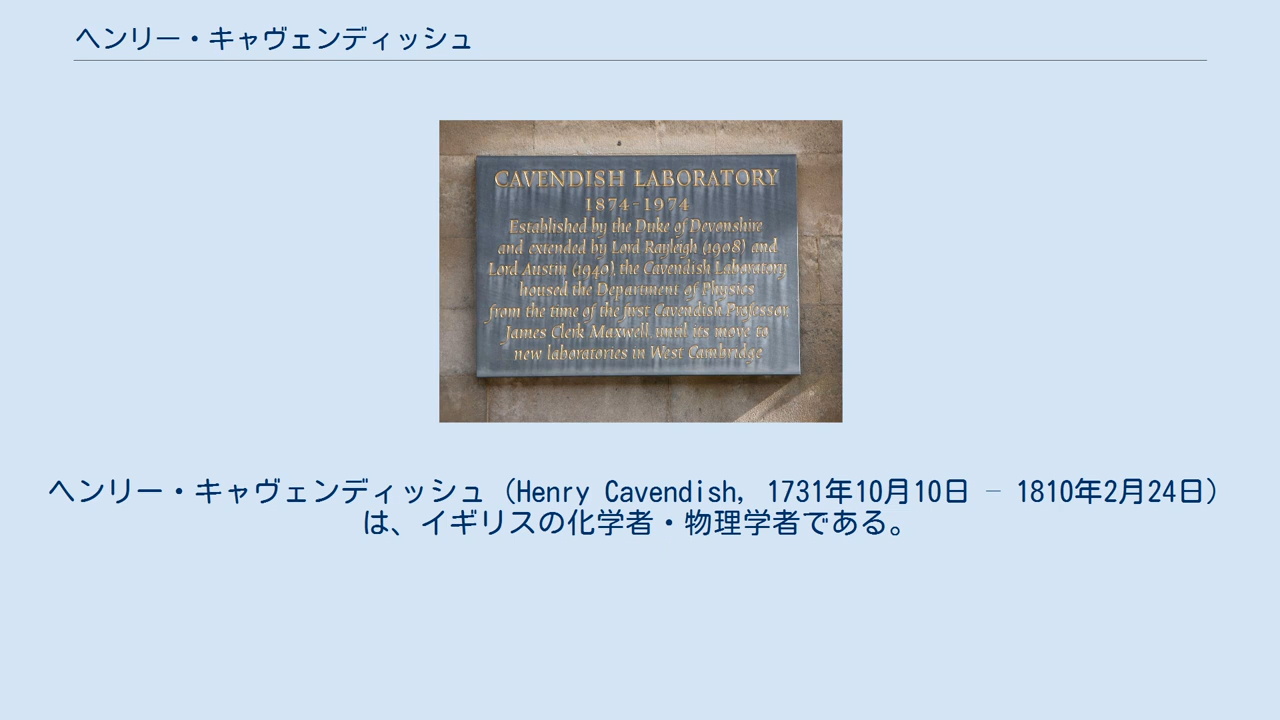 ヘンリー・キャヴェンディッシュ
CAVENDISH LABORATORY
1874-1974
Established by the Duke of Devonshire
and extended by Lord Rayleigh (1908) and
Lord Austin (1940), the Cavendish Laboratory
housed the Department of Physics
from the time of the first Cavendish Professor,
James Clerk Maxwell, until its move to
new laboratories in West Cambridge
ヘンリー・キャヴェンディッシュ（Henry Cavendish, 1731年10月10日 – 1810年2月24日）
は、イギリスの化学者・物理学者である。